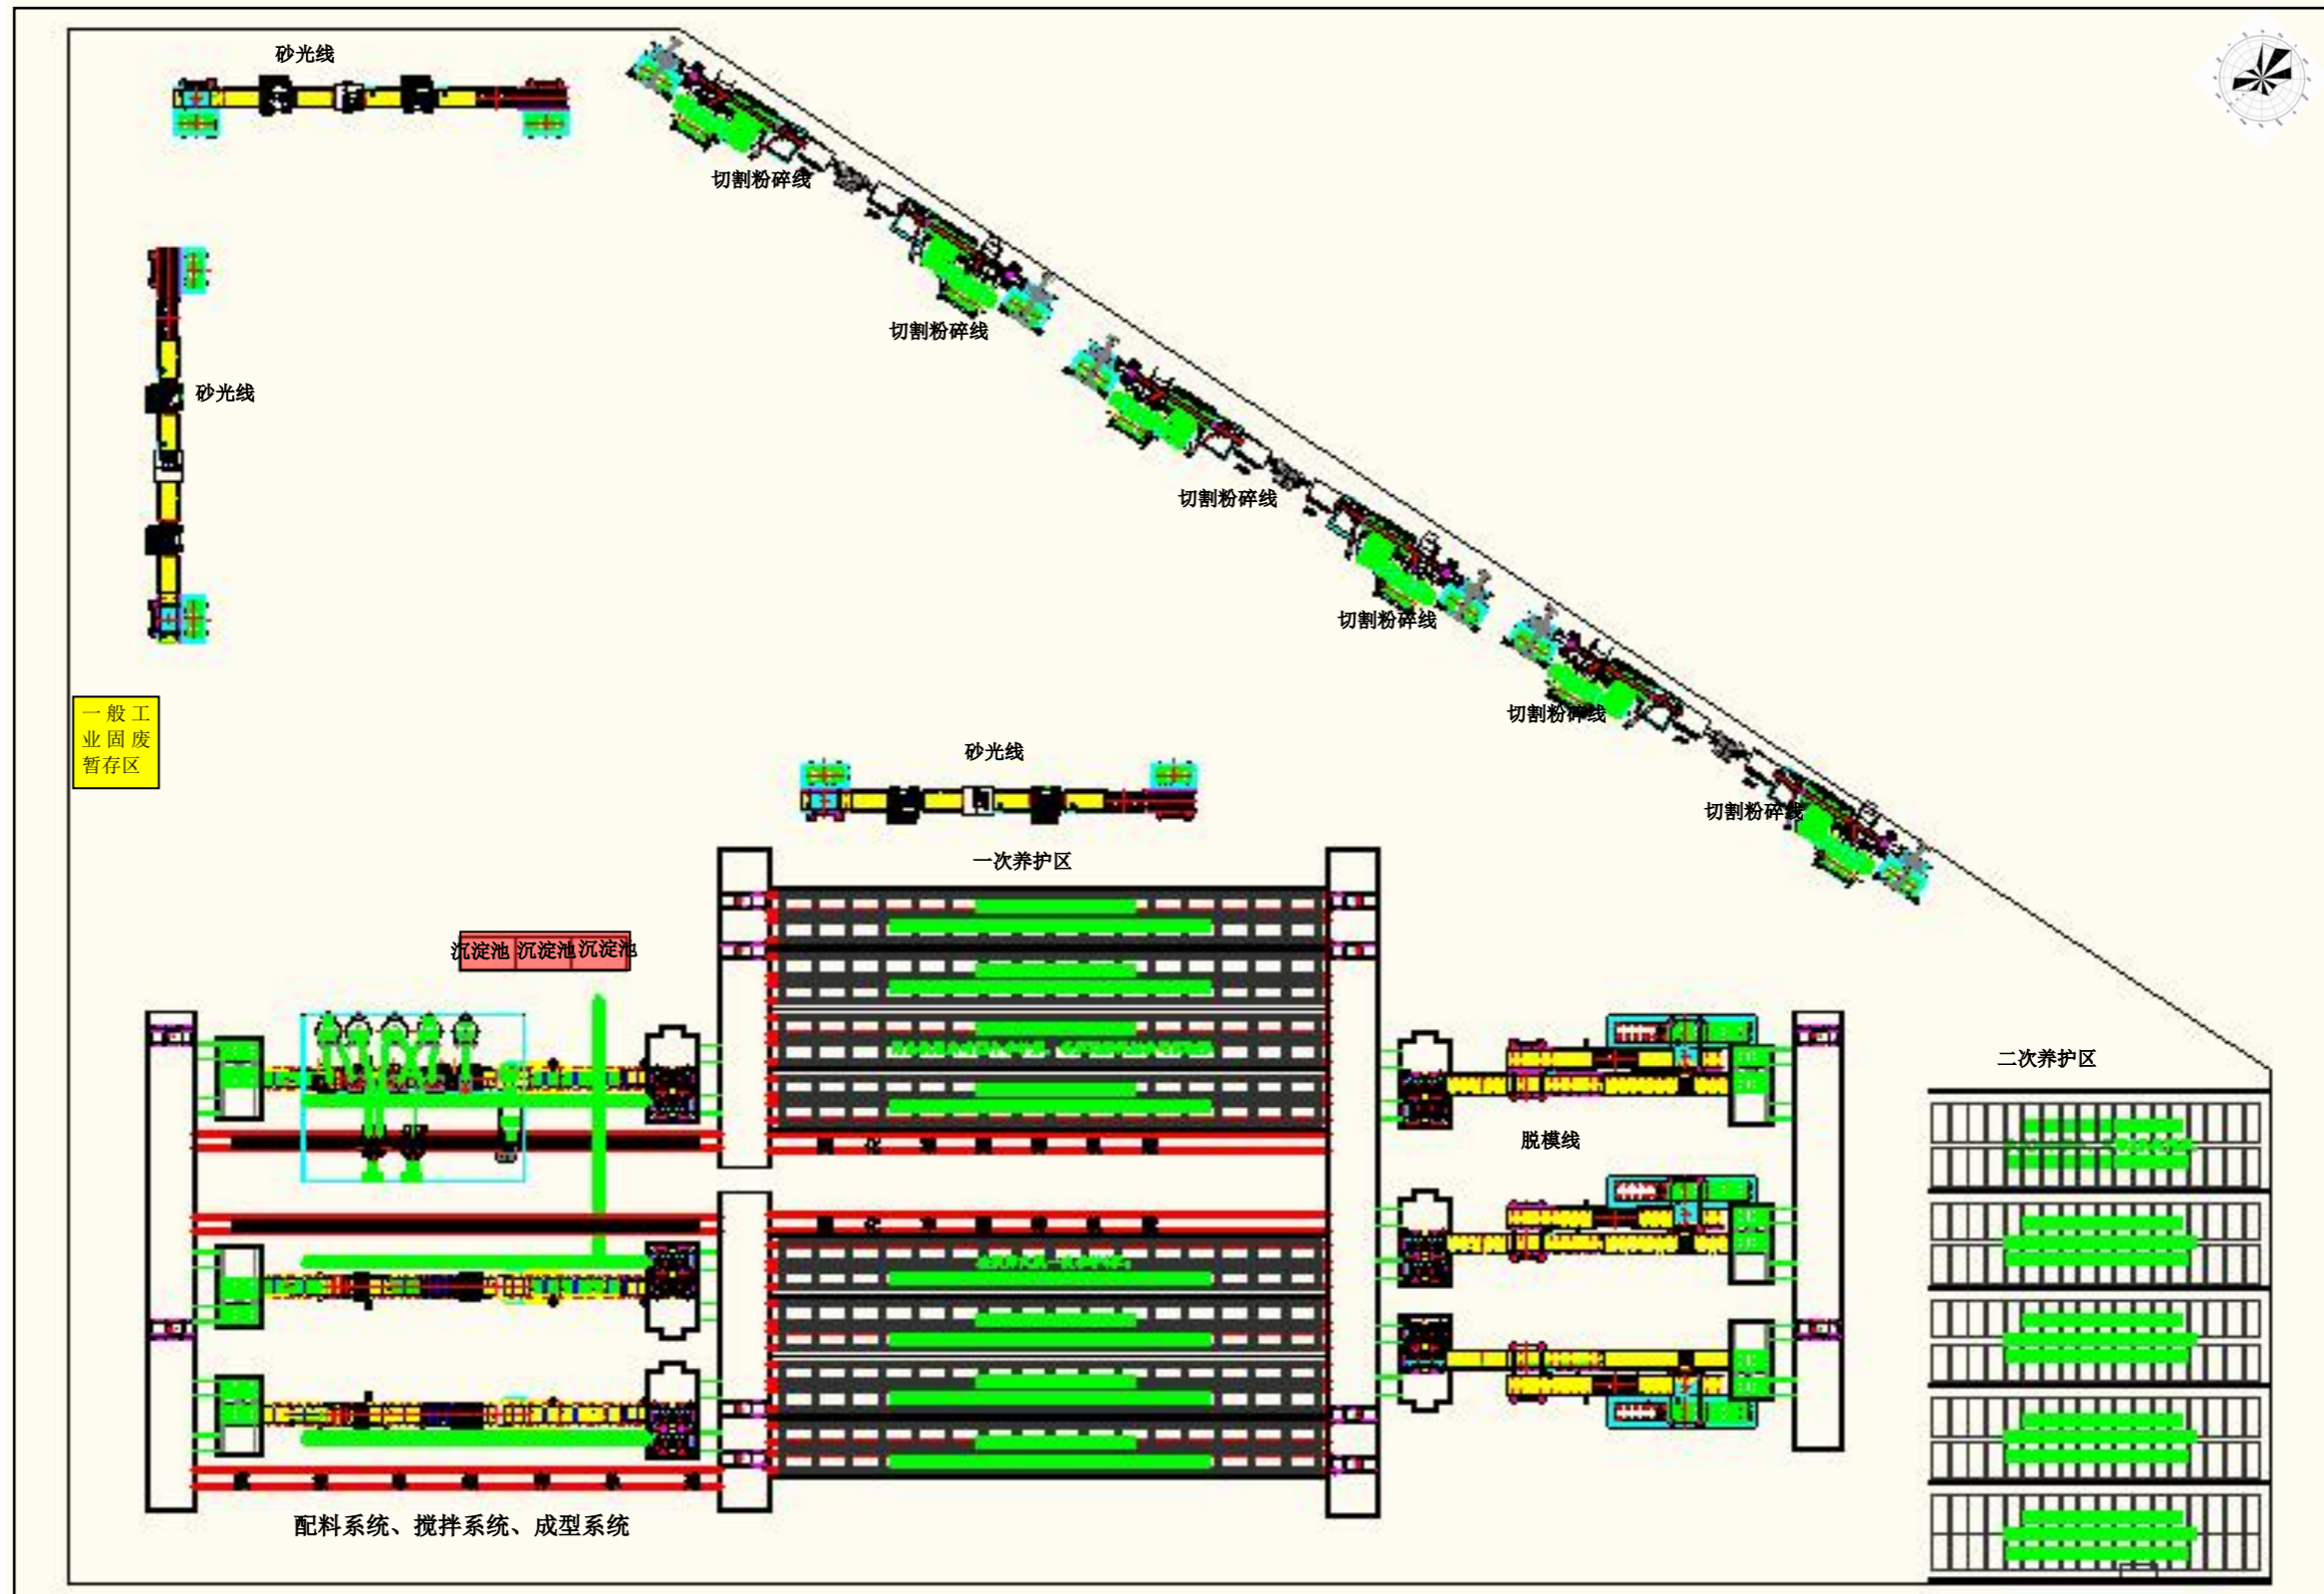 砂光线
切割粉碎线
切割粉碎线
砂光线
切割粉碎线
切割粉碎线
一般工
业固废
暂存区
切割粉碎线
砂光线
切割粉碎线
一次养护区
沉淀池 沉淀池 沉淀池
二次养护区
脱模线
配料系统、搅拌系统、成型系统